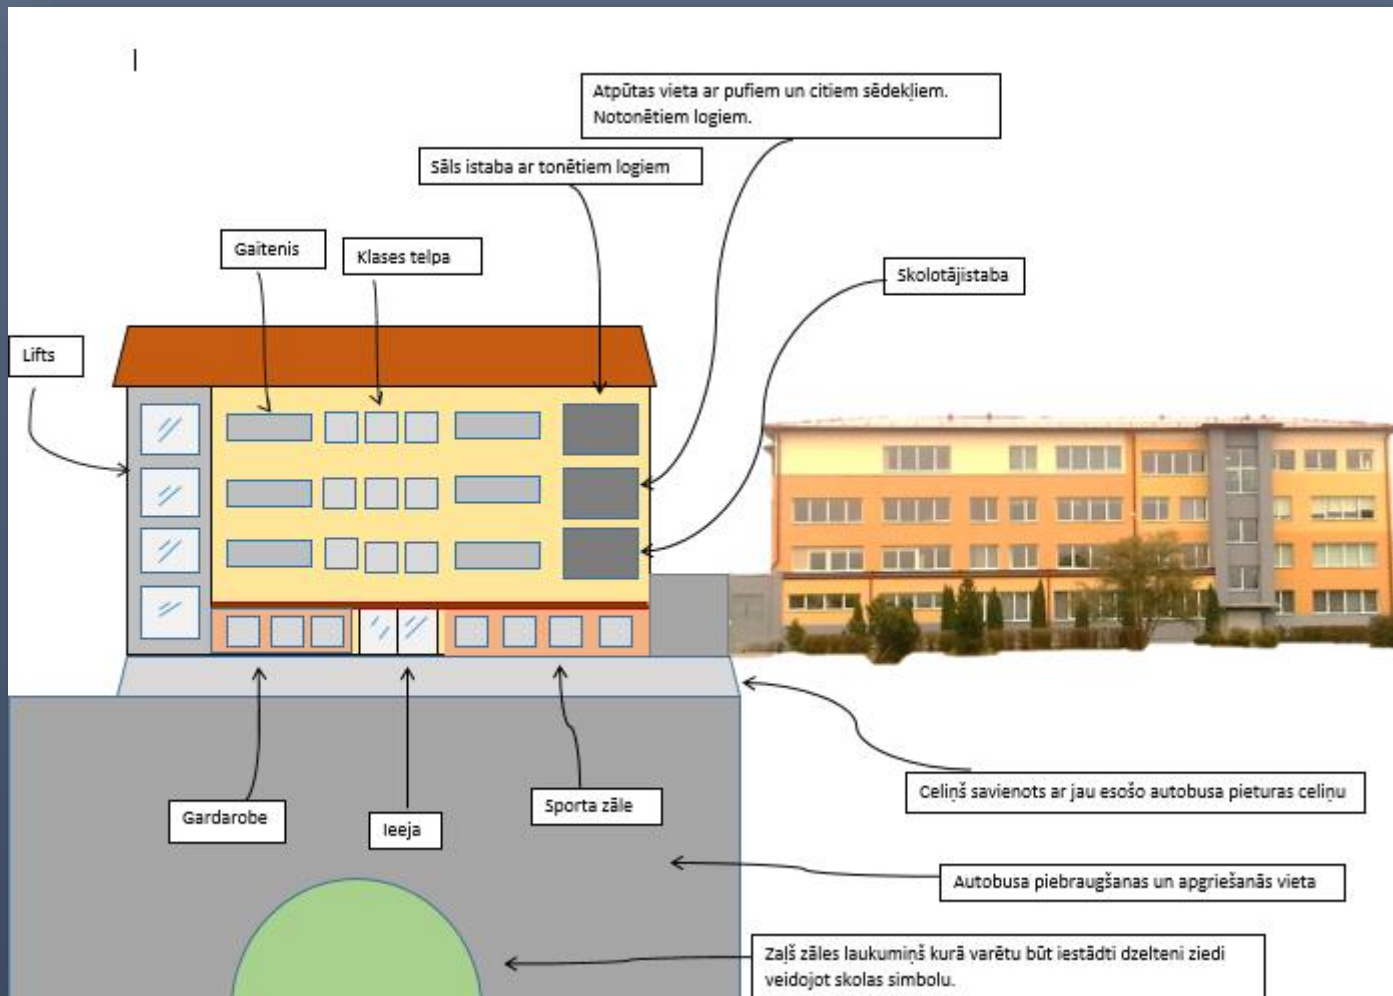 Atpūtas vieta ar pufiem un citiem sēdekļiem.
Notonētiem logiem.
Sāls istaba ar tonētiem logiem
Gaitenis
Klases telpa
Skolotājistaba
Lifts
Gardarobe
Ieeja
Sporta zāle
Celiņš savienots ar jau esošo autobusa pieturas celiņu
Autobusa piebraugšanas un apgriešanās vieta
Zaļš zāles laukumiņš kurā varētu būt iestādti dzelteni ziedi
veidojot skolas simbolu.